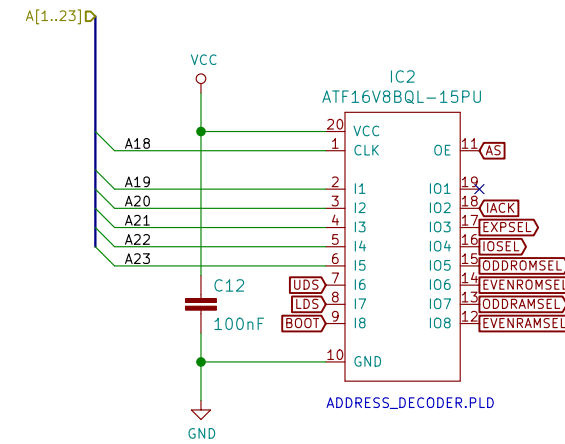 A[1..23]
VCC
IC2
ATF16V8BQL-15PU
20 VCC
A18 1 CLK OE 11 AS
A19 2 I1 IO1 19
A20 3 I2 IO2 18 IACK
A21 4 I3 IO3 17 EXPSEL
A22 5 I4 IO4 16 IOSEL
A23 6 I5 IO5 15 ODDROMSEL
UDS 7 I6 IO6 14 EVENROMSEL
LDS 8 I7 IO7 13 ODDRAMSEL
BOOT 9 I8 IO8 12 EVENRAMSEL
C12
100nF
10 GND
ADDRESS_DECODER.PLD
GND